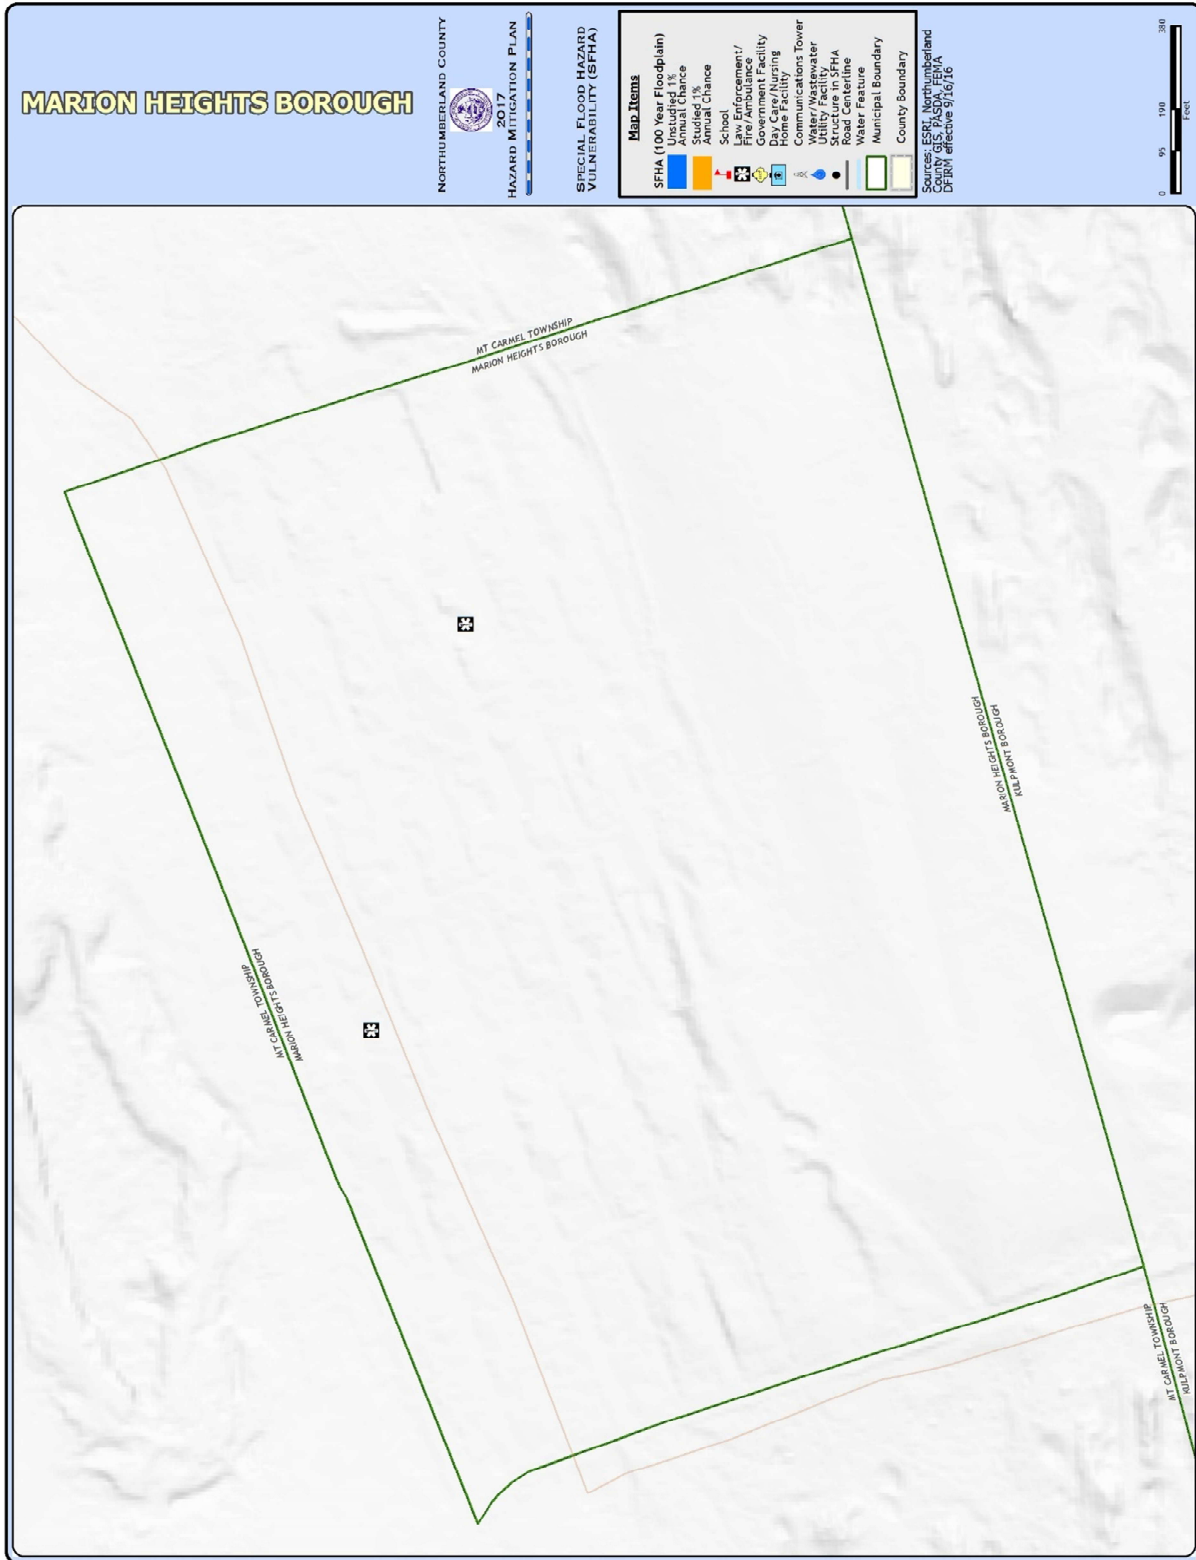 MARION HEIGHTS BOROUGH
NORTHUMBERLAND COUNTY
2017
HAZARD MITIGATION PLAN
SPECIAL FLOOD HAZARD
VULNERABILITY (SFHA)
Map Items
SFHA (100 Year Floodplain)
Unstudied 1%
Annual Chance
Studied 1%
Annual Chance
School
Law Enforcement/
Fire/Ambulance
Government Facility
Day Care/Nursing
Home Facility
Communications Tower
Water/Wastewater
Utility Facility
Structure in SFHA
Road Centerline
Water Feature
Municipal Boundary
County Boundary
Sources: ESRI, Northumberland
County GIS, PASDA, FEMA
DFIRM effective 9/16/16
0 95 190 380
Feet
MT CARMEL TOWNSHIP
MARION HEIGHTS BOROUGH
MT CARMEL TOWNSHIP
MARION HEIGHTS BOROUGH
MARION HEIGHTS BOROUGH
KULPMONT BOROUGH
MT CARMEL TOWNSHIP
KULPMONT BOROUGH